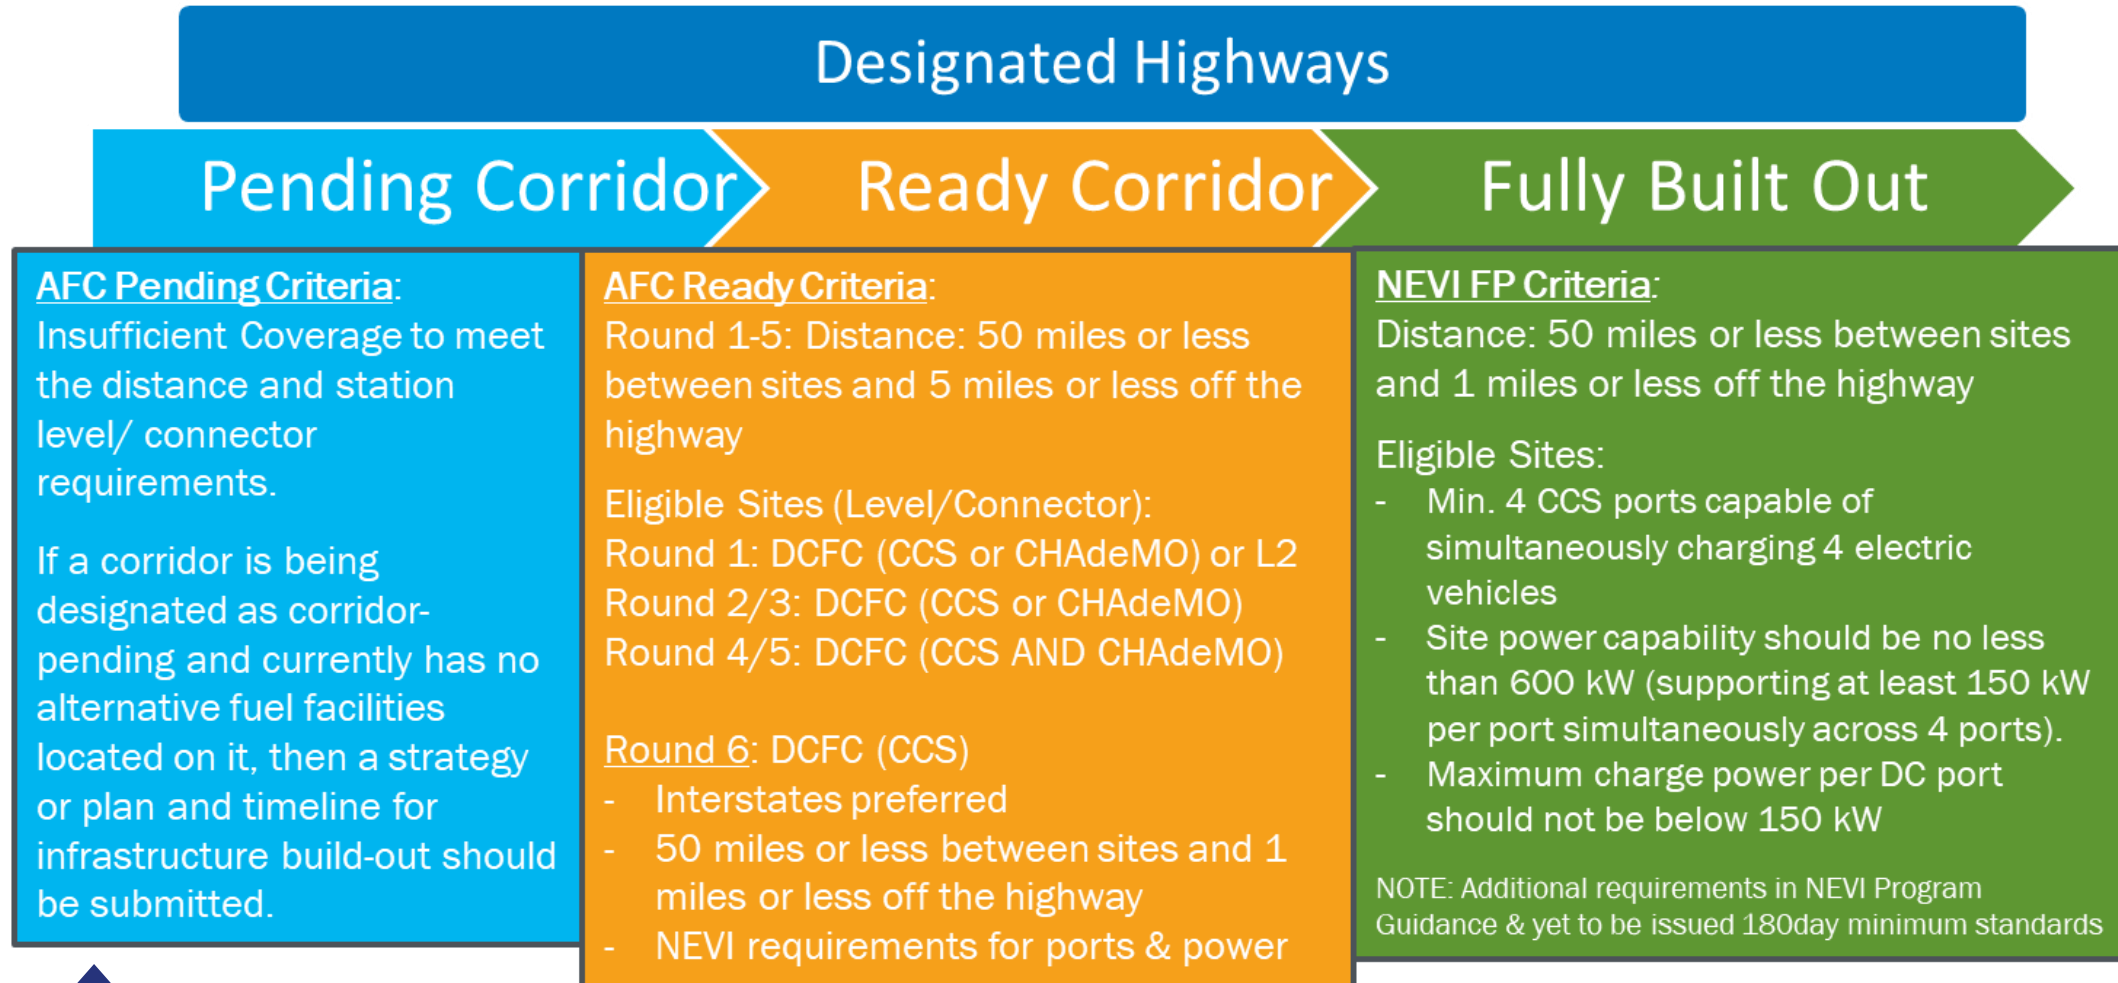 Designated Highways
Pending Corridor
Ready Corridor
Fully Built Out
AFC Pending Criteria:
Insufficient Coverage to meet
the distance and station
level/ connector
requirements.
If a corridor is being
designated as corridor-
pending and currently has no
alternative fuel facilities
located on it, then a strategy
or plan and timeline for
infrastructure build-out should
be submitted.
AFC Ready Criteria:
Round 1-5: Distance: 50 miles or less
between sites and 5 miles or less off the
highway
Eligible Sites (Level/Connector):
Round 1: DCFC (CCS or CHAdeMO) or L2
Round 2/3: DCFC (CCS or CHAdeMO)
Round 4/5: DCFC (CCS AND CHAdeMO)
Round 6: DCFC (CCS)
- Interstates preferred
- 50 miles or less between sites and 1
miles or less off the highway
- NEVI requirements for ports & power
NEVI FP Criteria:
Distance: 50 miles or less between sites
and 1 miles or less off the highway
Eligible Sites:
- Min. 4 CCS ports capable of
simultaneously charging 4 electric
vehicles
- Site power capability should be no less
than 600 kW (supporting at least 150 kW
per port simultaneously across 4 ports).
- Maximum charge power per DC port
should not be below 150 kW
NOTE: Additional requirements in NEVI Program
Guidance & yet to be issued 180day minimum standards